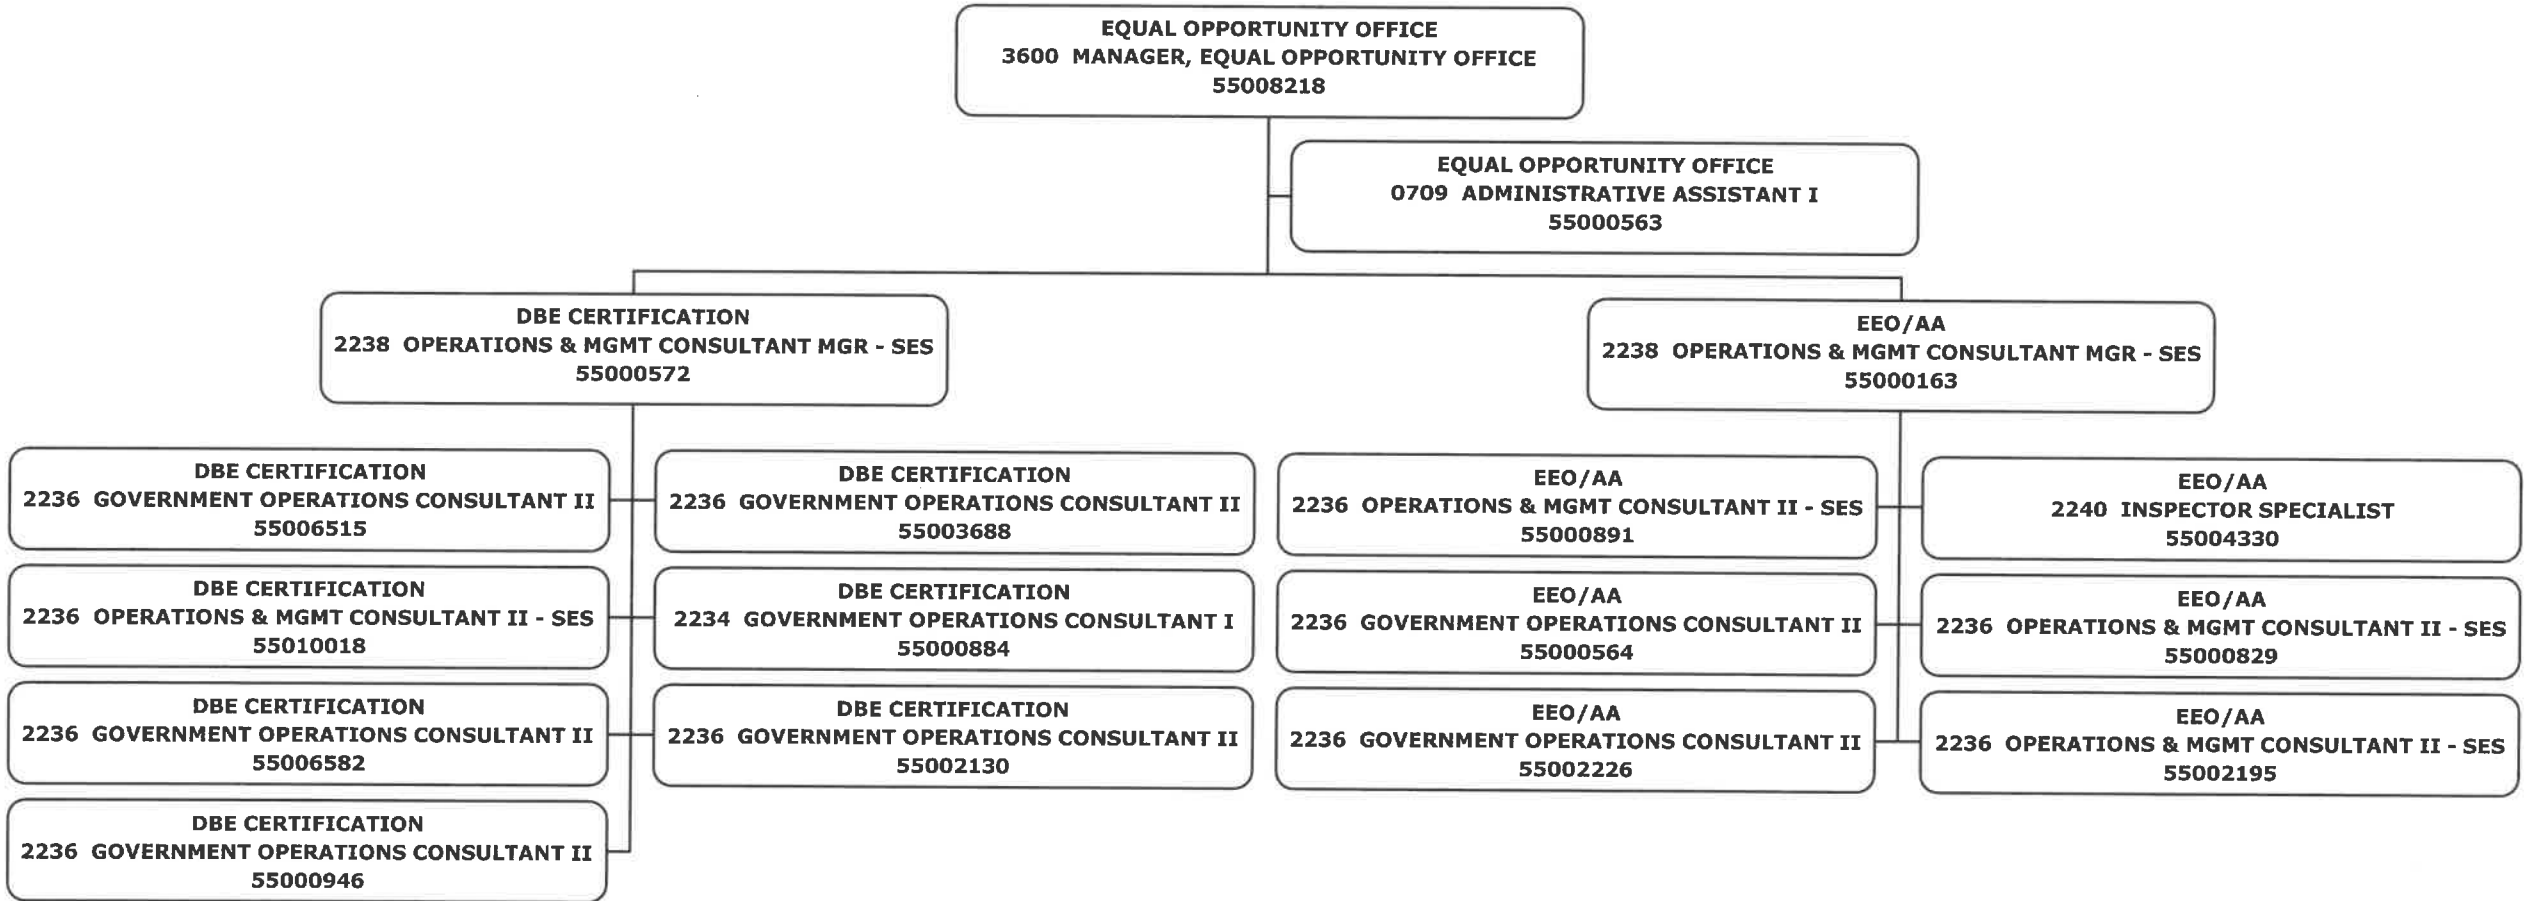 EQUAL OPPORTUNITY OFFICE
3600 MANAGER, EQUAL OPPORTUNITY OFFICE
55008218
EQUAL OPPORTUNITY OFFICE
0709 ADMINISTRATIVE ASSISTANT I
55000563
DBE CERTIFICATION
2238 OPERATIONS & MGMT CONSULTANT MGR - SES
55000572
EEO/AA
2238 OPERATIONS & MGMT CONSULTANT MGR - SES
55000163
DBE CERTIFICATION
2236 GOVERNMENT OPERATIONS CONSULTANT II
55006515
DBE CERTIFICATION
2236 GOVERNMENT OPERATIONS CONSULTANT II
55003688
EEO/AA
2236 OPERATIONS & MGMT CONSULTANT II - SES
55000891
EEO/AA
2240 INSPECTOR SPECIALIST
55004330
DBE CERTIFICATION
2236 OPERATIONS & MGMT CONSULTANT II - SES
55010018
DBE CERTIFICATION
2234 GOVERNMENT OPERATIONS CONSULTANT I
55000884
EEO/AA
2236 GOVERNMENT OPERATIONS CONSULTANT II
55000564
EEO/AA
2236 OPERATIONS & MGMT CONSULTANT II - SES
55000829
DBE CERTIFICATION
2236 GOVERNMENT OPERATIONS CONSULTANT II
55006582
DBE CERTIFICATION
2236 GOVERNMENT OPERATIONS CONSULTANT II
55002130
EEO/AA
2236 GOVERNMENT OPERATIONS CONSULTANT II
55002226
EEO/AA
2236 OPERATIONS & MGMT CONSULTANT II - SES
55002195
DBE CERTIFICATION
2236 GOVERNMENT OPERATIONS CONSULTANT II
55000946